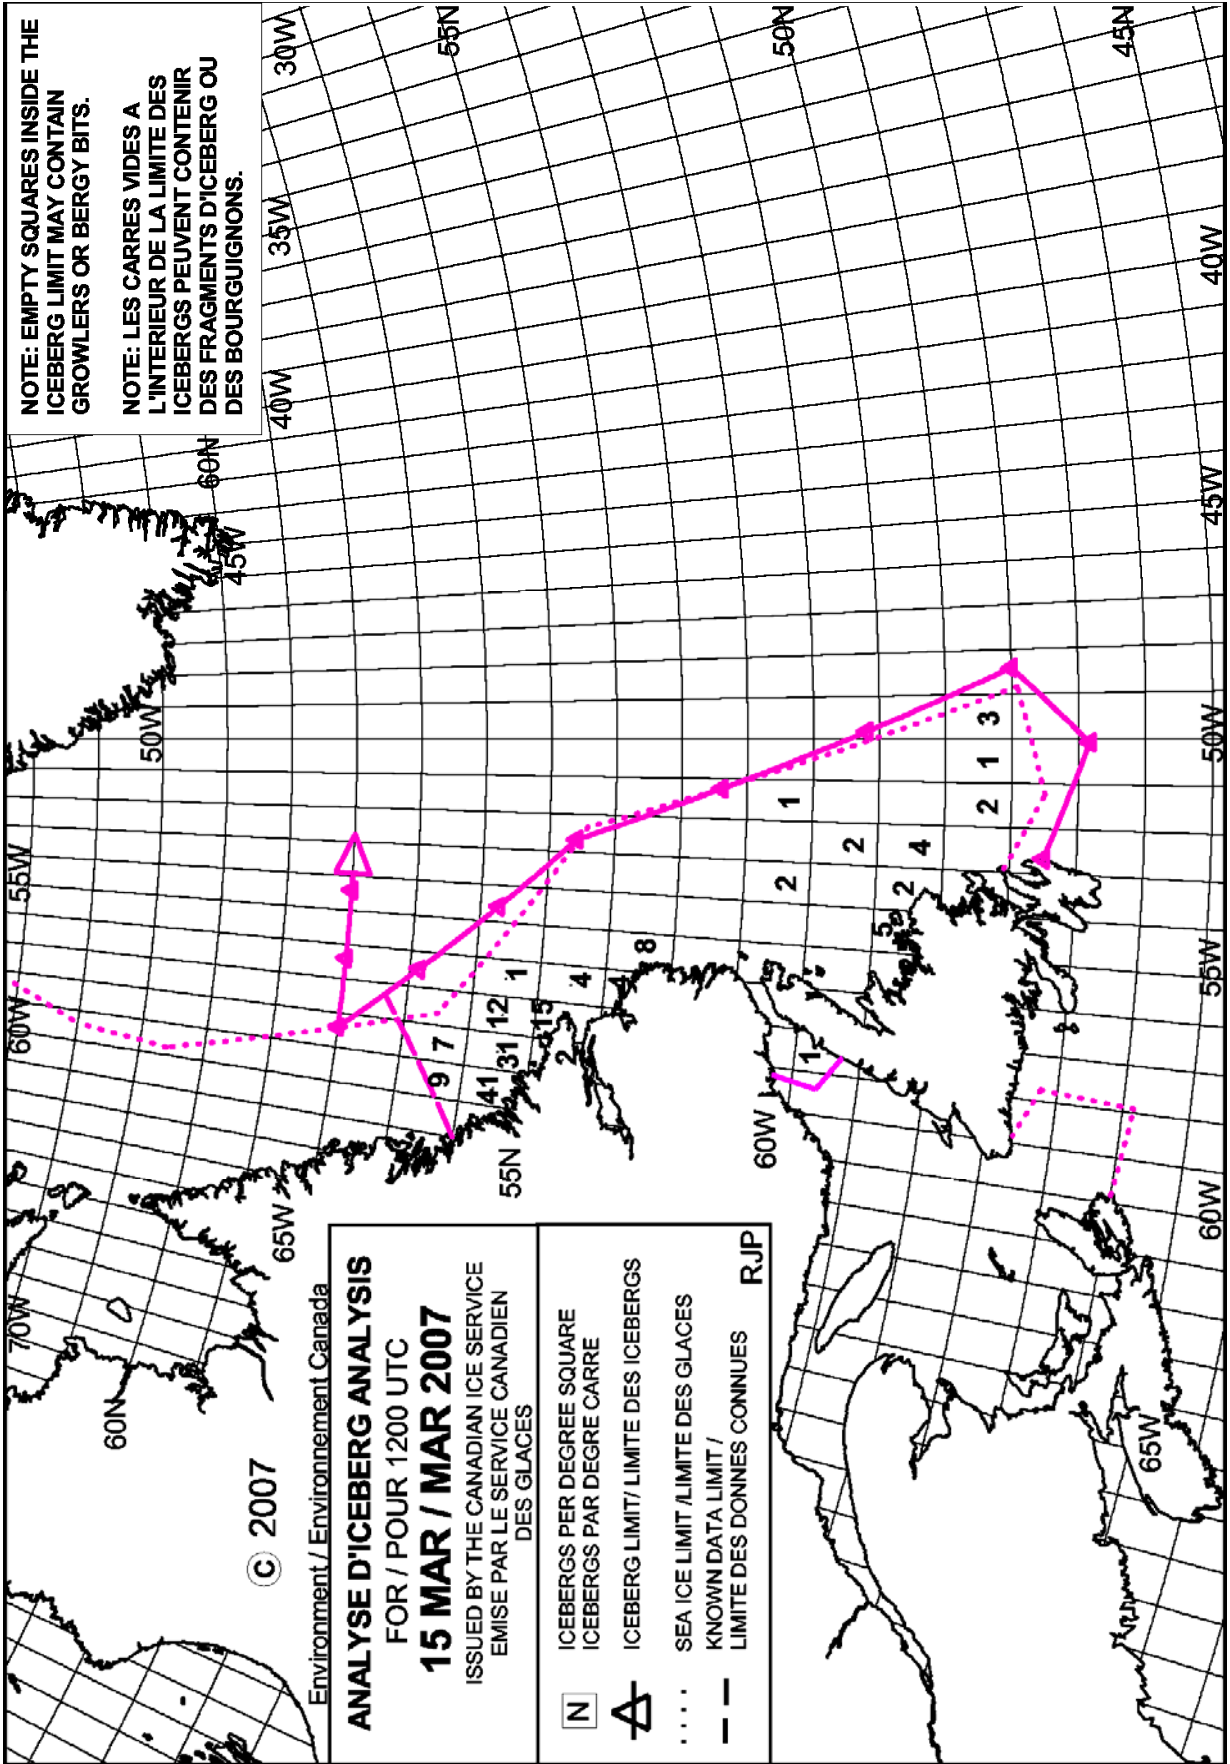 NOTE: EMPTY SQUARES INSIDE THE
ICEBERG LIMIT MAY CONTAIN
GROWLERS OR BERGY BITS.
NOTE: LES CARRES VIDES A
L'INTERIEUR DE LA LIMITE DES
ICEBERGS PEUVENT CONTENIR
DES FRAGMENTS D'ICEBERG OU
DES BOURGUIGNONS.
70W
60W
55W
60N
50W
60N
45W
© 2007
65W
40W
35W
30W
Environment / Environnement Canada
ANALYSE D'ICEBERG ANALYSIS
FOR / POUR 1200 UTC
15 MAR / MAR 2007
ISSUED BY THE CANADIAN ICE SERVICE
EMISE PAR LE SERVICE CANADIEN
DES GLACES
N ICEBERGS PER DEGREE SQUARE
ICEBERGS PAR DEGRE CARRE
ICEBERG LIMIT/ LIMITE DES ICEBERGS
SEA ICE LIMIT /LIMITE DES GLACES
KNOWN DATA LIMIT /
LIMITE DES DONNES CONNUES
RJP
55N
55N
9 7
41 31 12 1
15
2 4
4 8
60W
50N
1 2 1
2
5 2 4
2 1 3
45N
65W
60W
55W
50W
45W
40W